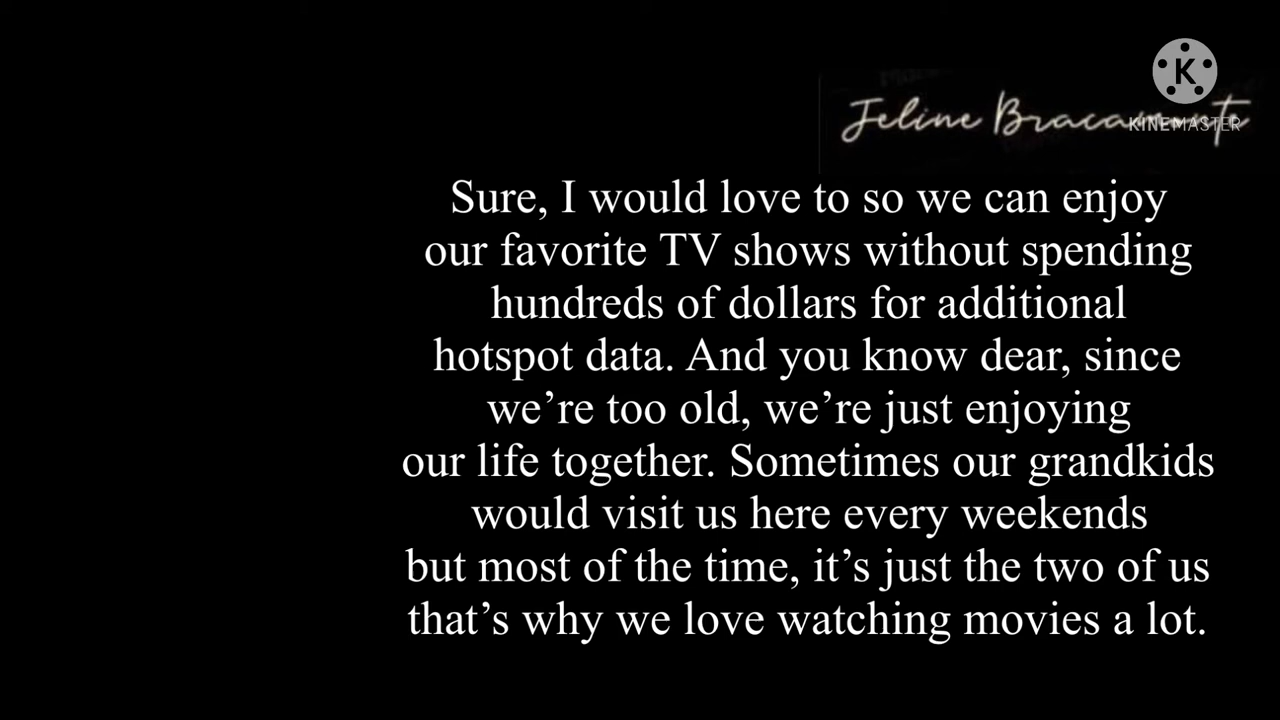 Jeline
KINEMASTER
Sure, I would love to so we can enjoy
our favorite TV shows without spending
hundreds of dollars for additional
hotspot data. And you know dear, since
we’re too old, we’re just enjoying
our life together. Sometimes our grandkids
would visit us here every weekends
but most of the time, it’s just the two of us
that’s why we love watching movies a lot.